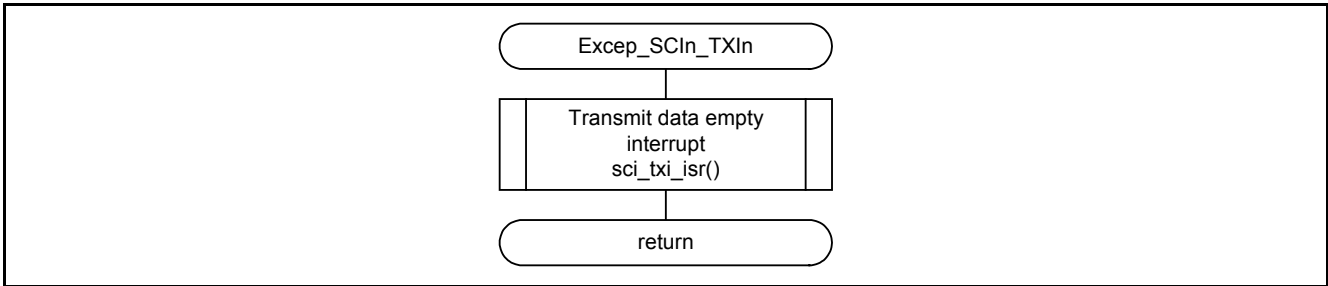 Excep_SCIn_TXIn
Transmit data empty
interrupt
sci_txi_isr()
return